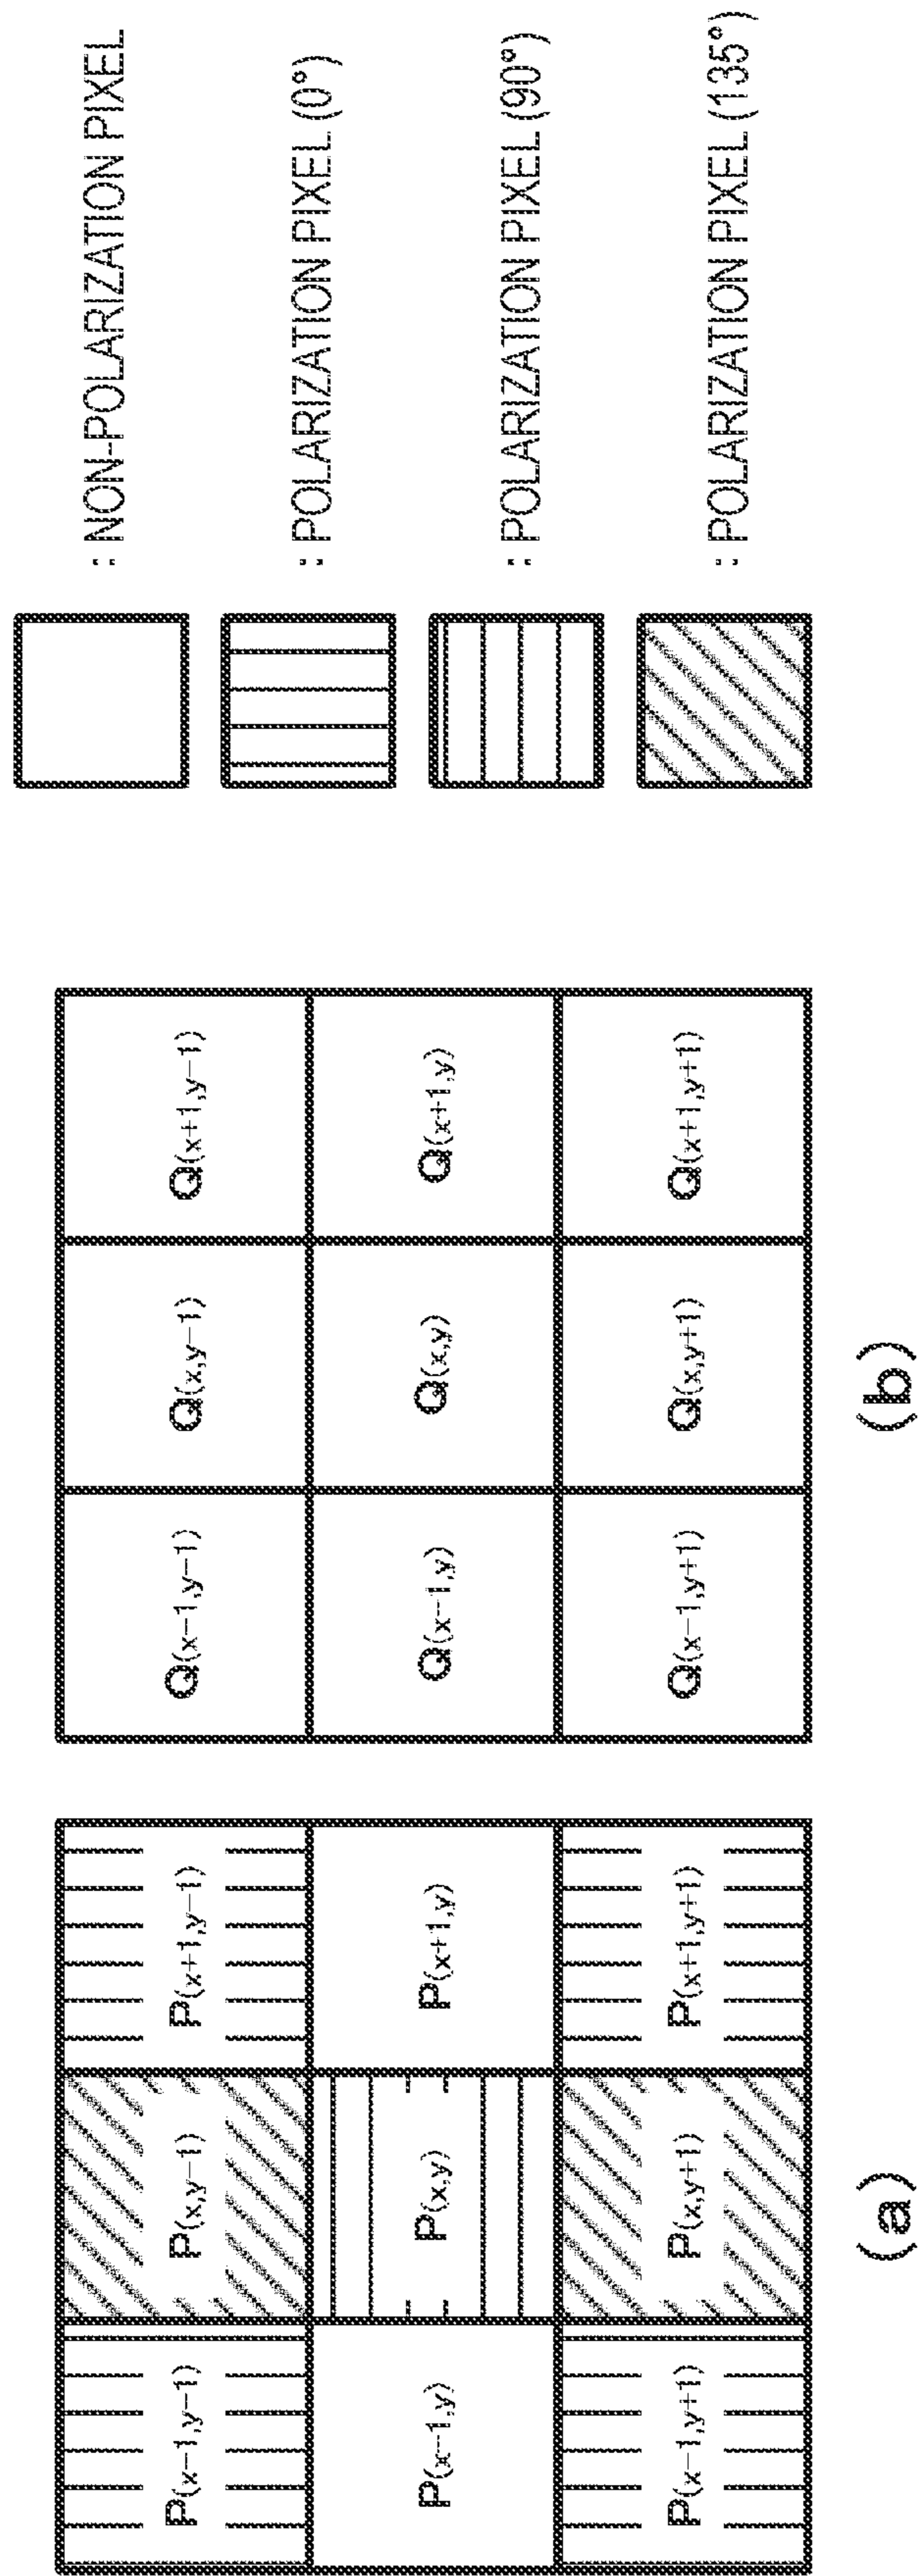 P(x−1,y−1) P(x,y−1) P(x+1,y−1)
P(x−1,y) P(x,y) P(x+1,y)
P(x−1,y+1) P(x,y+1) P(x+1,y+1)
(a)
Q(x−1,y−1) Q(x,y−1) Q(x+1,y−1)
Q(x−1,y) Q(x,y) Q(x+1,y)
Q(x−1,y+1) Q(x,y+1) Q(x+1,y+1)
(b)
: NON-POLARIZATION PIXEL
: POLARIZATION PIXEL (0°)
: POLARIZATION PIXEL (90°)
: POLARIZATION PIXEL (135°)